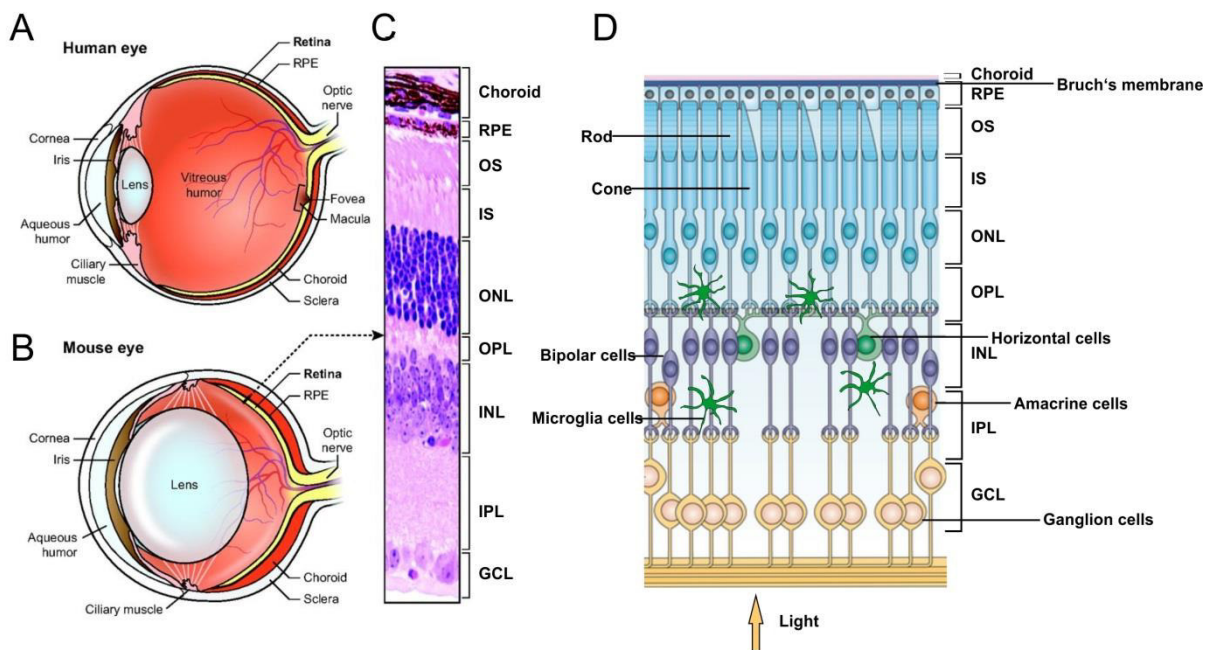 A
Human eye
Retina
RPE
Optic
nerve
Cornea
Iris
Lens
Vitreous
humor
Fovea
Macula
Aqueous
humor
Ciliary
muscle
Choroid
Sclera
B
Mouse eye
Retina
RPE
Optic
nerve
Cornea
Iris
Lens
Aqueous
humor
Choroid
Sclera
Ciliary muscle
C
Choroid
RPE
OS
IS
ONL
OPL
INL
IPL
GCL
D
Choroid
Bruch‘s membrane
RPE
OS
Rod
IS
Cone
ONL
OPL
Horizontal cells
INL
Bipolar cells
Amacrine cells
Microglia cells
IPL
GCL
Ganglion cells
Light